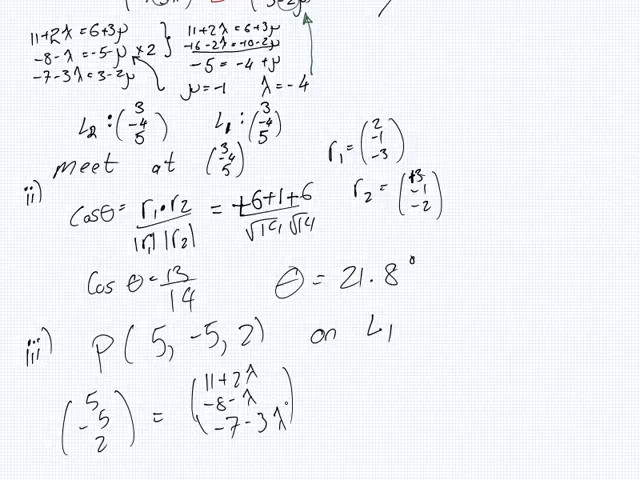 11+2λ=6+3μ
-8-λ=-5-μ ×2
-7-3λ=3-2μ
11+2λ=6+3μ
-16-2λ=-10-2μ
-5=-4+μ
μ=-1 λ=-4
L₂ : (3 -4 5) L₁ : (3 -4 5)
meet at (3 -4 5)
r₁ = (2 -1 -3)
r₂ = (+3 -1 -2)
ii)
cosθ = r₁·r₂ / |r₁| |r₂| = +6+1+6 / √14 √14
Cos θ = 13/14 θ = 21.8°
iii) P( 5, -5, 2) on L₁
(5 -5 2) = (11+2λ -8-λ -7-3λ)